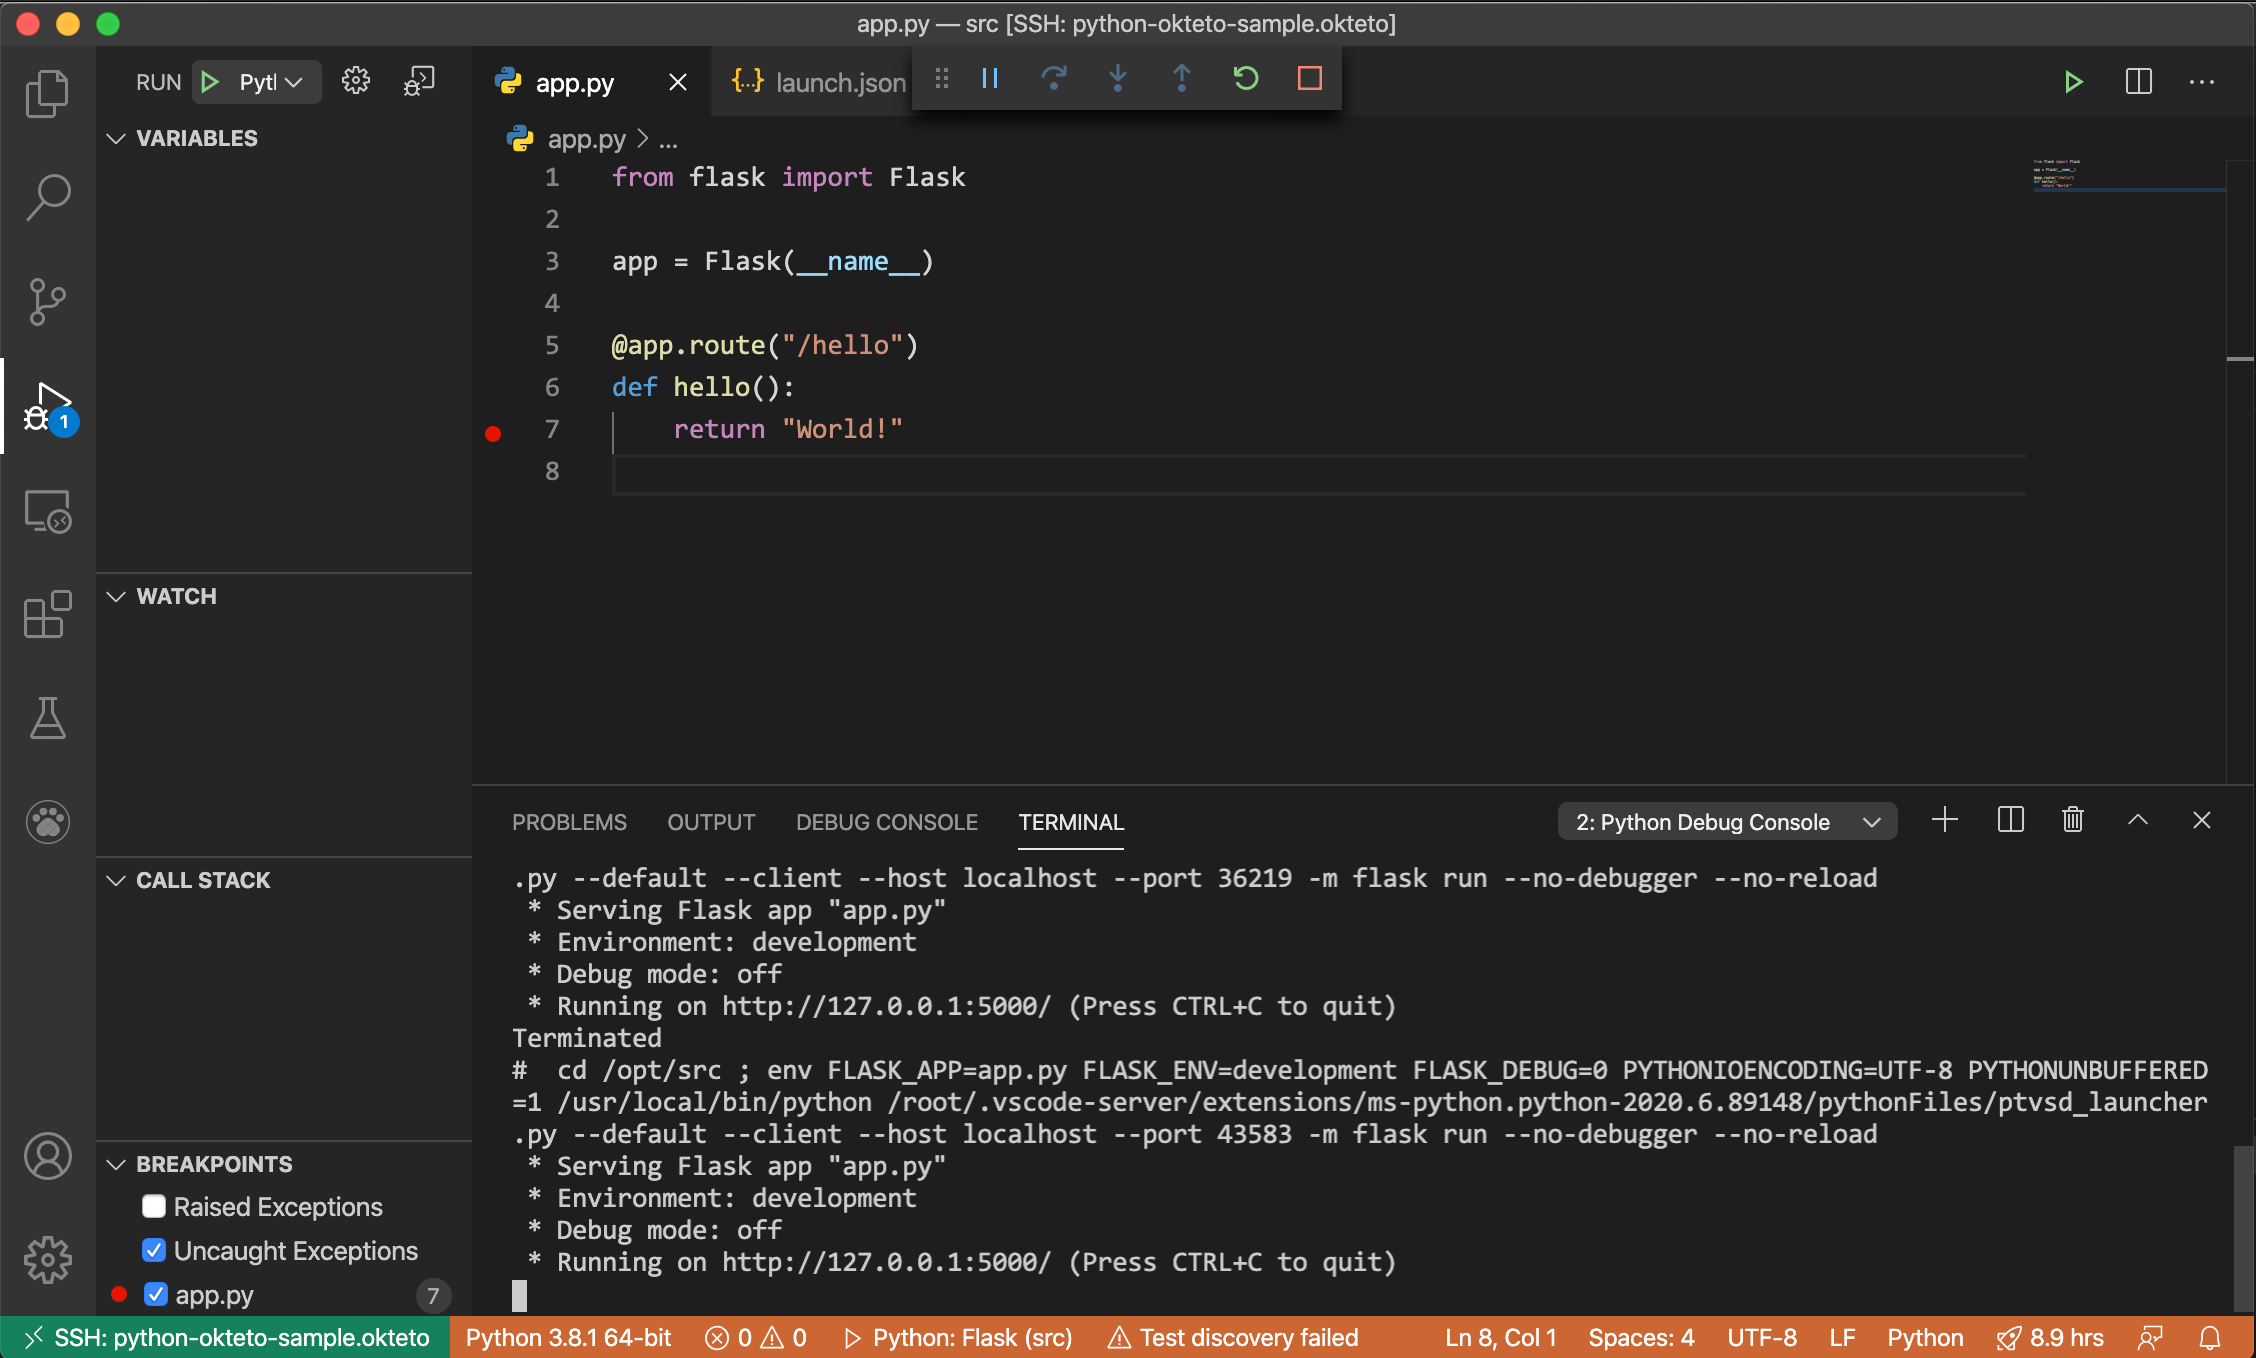 app.py — src [SSH: python-okteto-sample.okteto]
RUN Pytl
app.py
launch.json
VARIABLES
app.py > ...
1 from flask import Flask
2
3 app = Flask(__name__)
4
5 @app.route("/hello")
6 def hello():
7 return "World!"
8
1
WATCH
CALL STACK
BREAKPOINTS
Raised Exceptions
Uncaught Exceptions
app.py 7
PROBLEMS OUTPUT DEBUG CONSOLE TERMINAL 2: Python Debug Console
.py --default --client --host localhost --port 36219 -m flask run --no-debugger --no-reload
* Serving Flask app "app.py"
* Environment: development
* Debug mode: off
* Running on http://127.0.0.1:5000/ (Press CTRL+C to quit)
Terminated
# cd /opt/src ; env FLASK_APP=app.py FLASK_ENV=development FLASK_DEBUG=0 PYTHONIOENCODING=UTF-8 PYTHONUNBUFFERED
=1 /usr/local/bin/python /root/.vscode-server/extensions/ms-python.python-2020.6.89148/pythonFiles/ptvsd_launcher
.py --default --client --host localhost --port 43583 -m flask run --no-debugger --no-reload
* Serving Flask app "app.py"
* Environment: development
* Debug mode: off
* Running on http://127.0.0.1:5000/ (Press CTRL+C to quit)
SSH: python-okteto-sample.okteto Python 3.8.1 64-bit 0 0 Python: Flask (src) Test discovery failed Ln 8, Col 1 Spaces: 4 UTF-8 LF Python 8.9 hrs